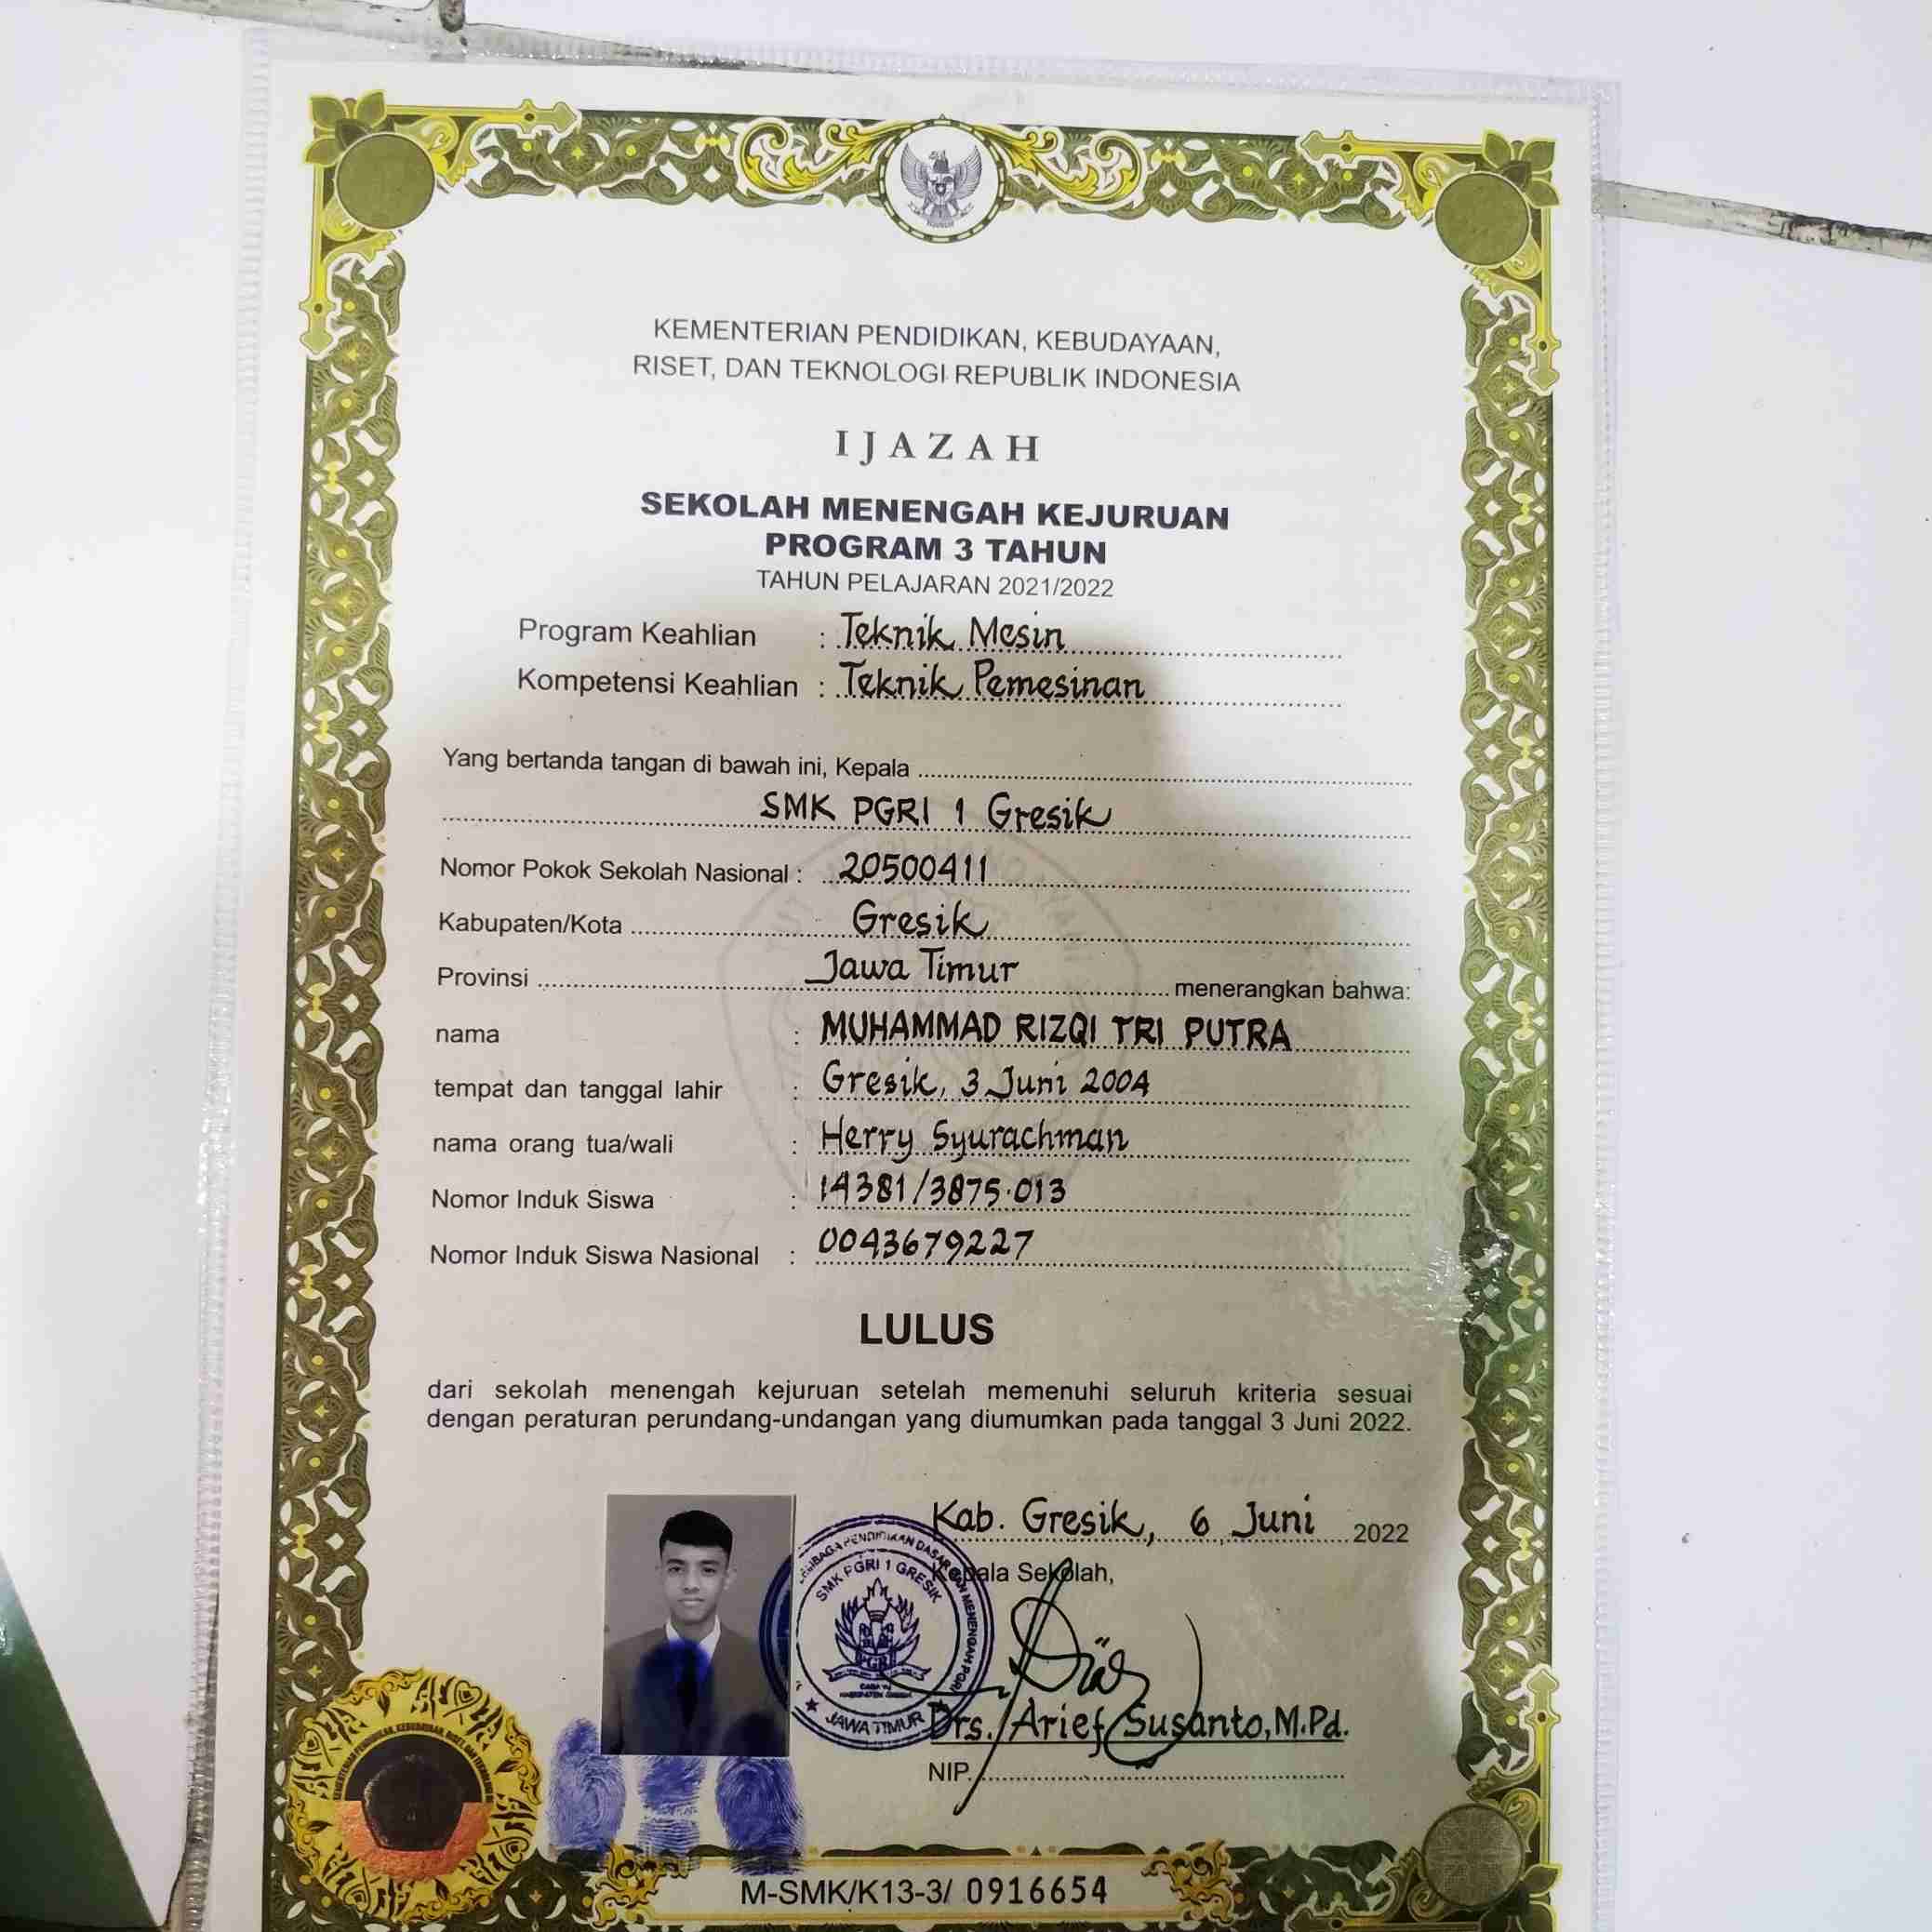 KEMENTERIAN PENDIDIKAN, KEBUDAYAAN,
RISET, DAN TEKNOLOGI REPUBLIK INDONESIA
IJAZAH
SEKOLAH MENENGAH KEJURUAN
PROGRAM 3 TAHUN
TAHUN PELAJARAN 2021/2022
Program Keahlian : Teknik Mesin
Kompetensi Keahlian : Teknik Pemesinan
Yang bertanda tangan di bawah ini, Kepala
SMK PGRI 1 Gresik
Nomor Pokok Sekolah Nasional : 20500411
Kabupaten/Kota Gresik
Provinsi Jawa Timur menerangkan bahwa:
nama : MUHAMMAD RIZQI TRI PUTRA
tempat dan tanggal lahir : Gresik, 3 Juni 2004
nama orang tua/wali : Herry Syurachman
Nomor Induk Siswa : 14381/3875.013
Nomor Induk Siswa Nasional : 0043679227
LULUS
dari sekolah menengah kejuruan setelah memenuhi seluruh kriteria sesuai
dengan peraturan perundang-undangan yang diumumkan pada tanggal 3 Juni 2022.
Kab. Gresik, 6 Juni 2022
Kepala Sekolah,
SMK PGRI 1 GRESIK
JAWA TIMUR
Drs. Arief Susanto, M.Pd.
NIP.
M-SMK/K13-3/ 0916654